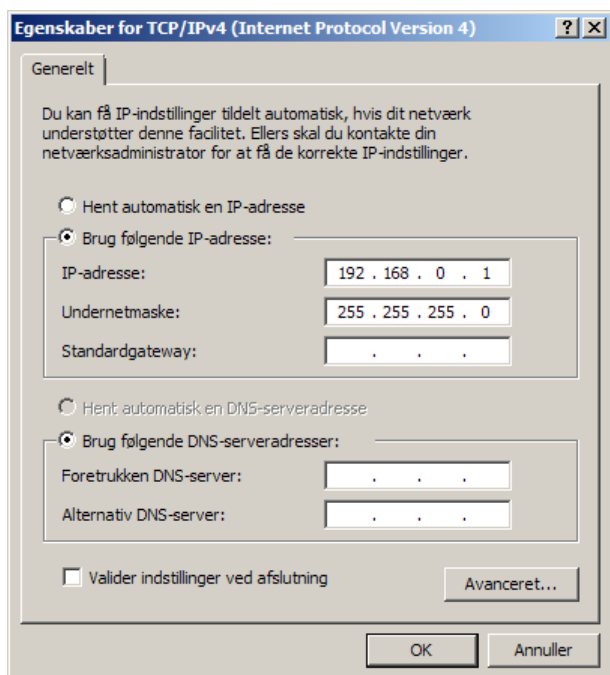 Egenskaber for TCP/IPv4 (Internet Protocol Version 4)
Generelt
Du kan få IP-indstillinger tildelt automatisk, hvis dit netværk
understøtter denne facilitet. Ellers skal du kontakte din
netværksadministrator for at få de korrekte IP-indstillinger.
Hent automatisk en IP-adresse
Brug følgende IP-adresse:
IP-adresse: 192 . 168 . 0 . 1
Undernetmaske: 255 . 255 . 255 . 0
Standardgateway: . . .
Hent automatisk en DNS-serveradresse
Brug følgende DNS-serveradresser:
Foretrukken DNS-server: . . .
Alternativ DNS-server: . . .
Valider indstillinger ved afslutning
Avanceret...
OK Annuller